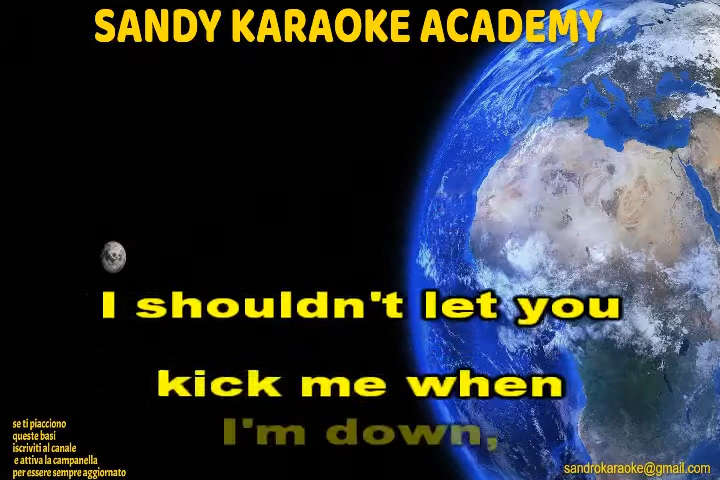 SANDY KARAOKE ACADEMY
I shouldn't let you
kick me when
I'm down,
se ti piacciono
queste basi
iscriviti al canale
e attiva la campanella
per essere sempre aggiornato
sandrokaraoke@gmail.com